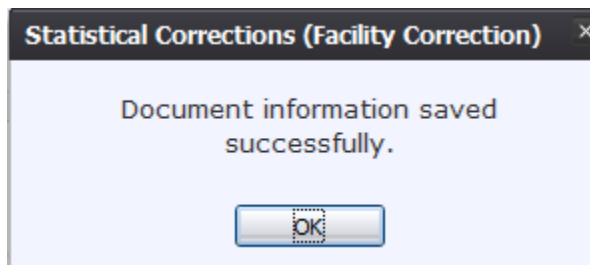 Statistical Corrections (Facility Correction)
Document information saved
successfully.
OK